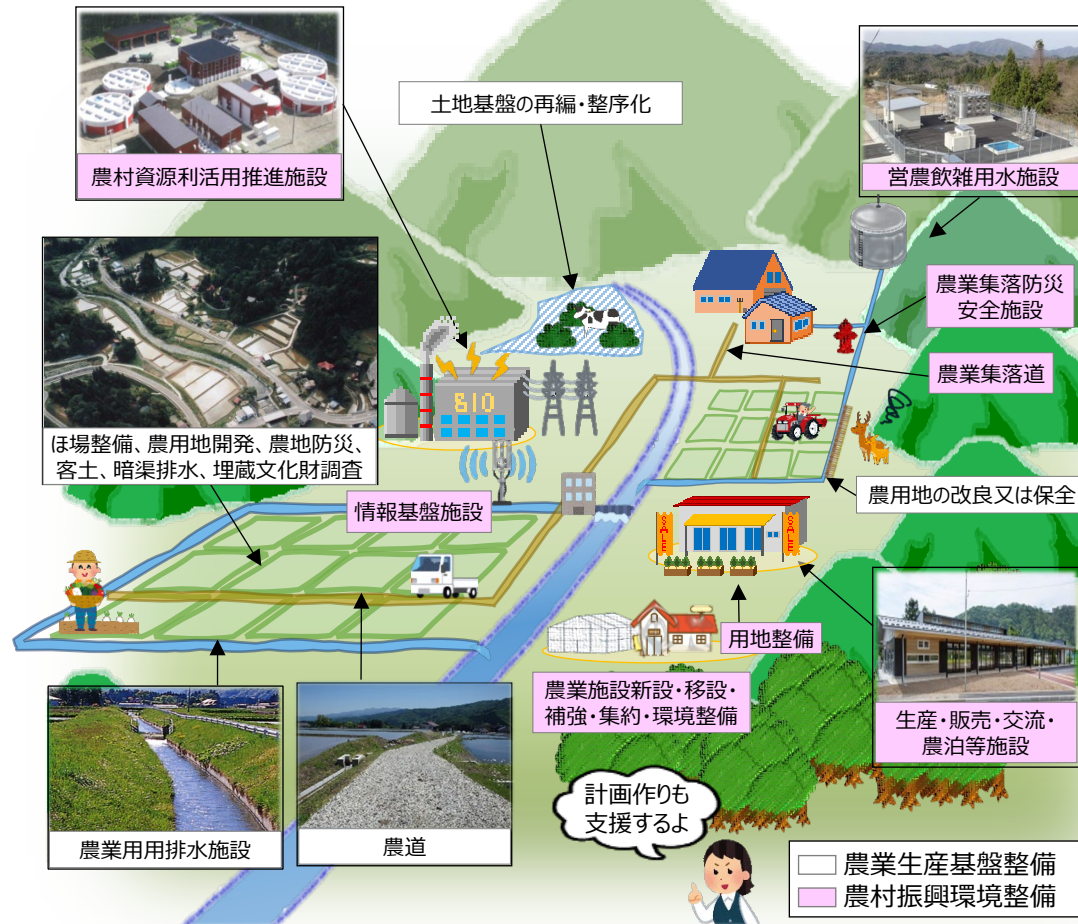 農村資源利活用推進施設
土地基盤の再編・整序化
営農飲雑用水施設
農業集落防災
安全施設
農業集落道
BIO
ほ場整備、農用地開発、農地防災、
客土、暗渠排水、埋蔵文化財調査
情報基盤施設
農用地の改良又は保全
SALE
SALE
用地整備
農業施設新設・移設・
補強・集約・環境整備
生産・販売・交流・
農泊等施設
農業用用排水施設
農道
計画作りも
支援するよ
農業生産基盤整備
農村振興環境整備